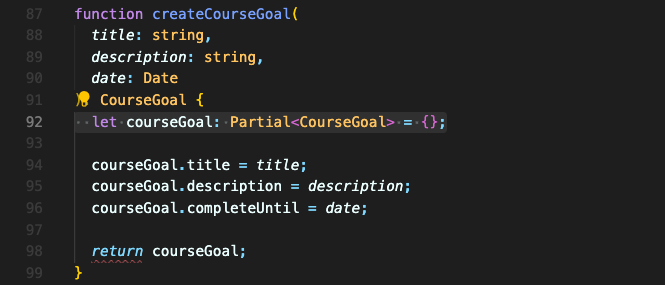 87 function createCourseGoal(
88 title: string,
89 description: string,
90 date: Date
91 ): CourseGoal {
92 let courseGoal: Partial<CourseGoal> = {};
93
94 courseGoal.title = title;
95 courseGoal.description = description;
96 courseGoal.completeUntil = date;
97
98 return courseGoal;
99 }